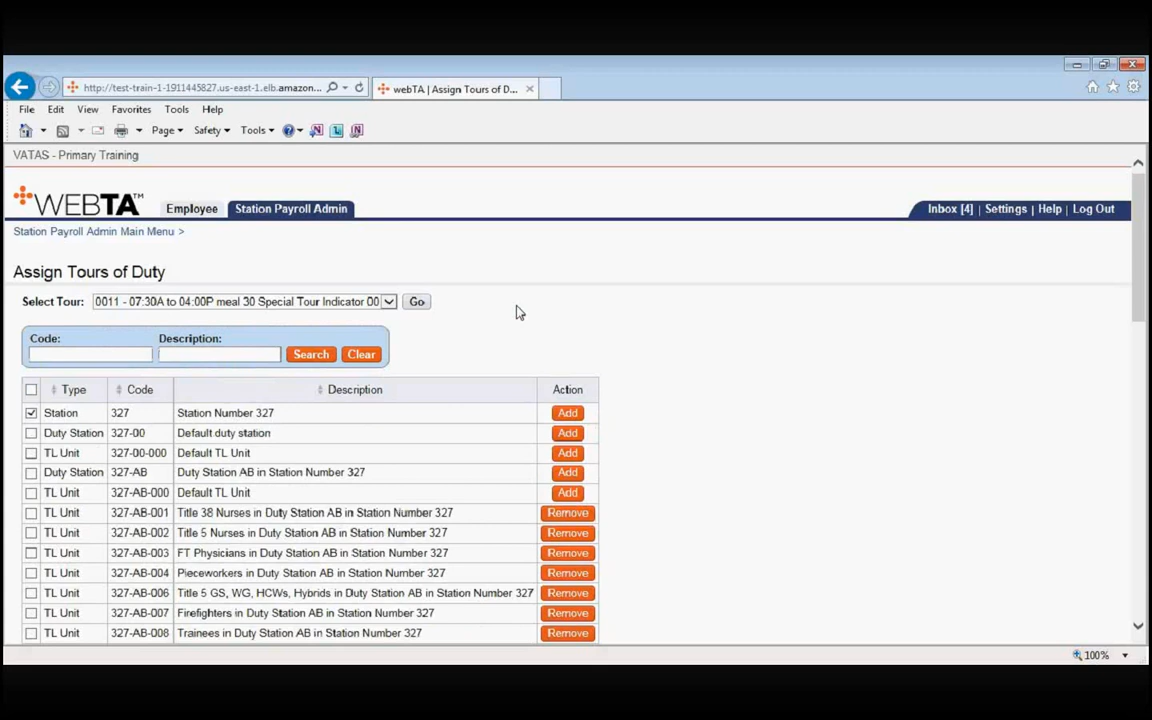 http://test-train-1-1911445827.us-east-1.elb.amazon...
webTA | Assign Tours of D...
File Edit View Favorites Tools Help
Page Safety Tools
VATAS - Primary Training
WEBTA™ Employee Station Payroll Admin Inbox [4] | Settings | Help | Log Out
Station Payroll Admin Main Menu >
Assign Tours of Duty
Select Tour: 0011 - 07:30A to 04:00P meal 30 Special Tour Indicator 00 Go
Code: Description:
Search Clear
Type Code Description Action
Station 327 Station Number 327 Add
Duty Station 327-00 Default duty station Add
TL Unit 327-00-000 Default TL Unit Add
Duty Station 327-AB Duty Station AB in Station Number 327 Add
TL Unit 327-AB-000 Default TL Unit Add
TL Unit 327-AB-001 Title 38 Nurses in Duty Station AB in Station Number 327 Remove
TL Unit 327-AB-002 Title 5 Nurses in Duty Station AB in Station Number 327 Remove
TL Unit 327-AB-003 FT Physicians in Duty Station AB in Station Number 327 Remove
TL Unit 327-AB-004 Pieceworkers in Duty Station AB in Station Number 327 Remove
TL Unit 327-AB-006 Title 5 GS, WG, HCWs, Hybrids in Duty Station AB in Station Number 327 Remove
TL Unit 327-AB-007 Firefighters in Duty Station AB in Station Number 327 Remove
TL Unit 327-AB-008 Trainees in Duty Station AB in Station Number 327 Remove
100%